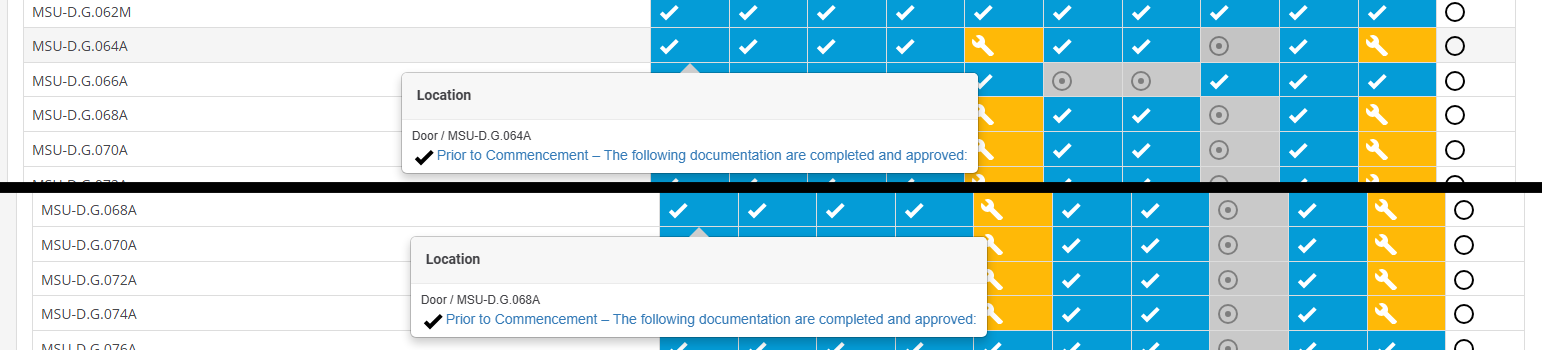 MSU-D.G.062M
MSU-D.G.064A
MSU-D.G.066A
Location
MSU-D.G.068A
Door / MSU-D.G.064A
MSU-D.G.070A
Prior to Commencement – The following documentation are completed and approved:
MSU-D.G.068A
MSU-D.G.070A
Location
MSU-D.G.072A
Door / MSU-D.G.068A
MSU-D.G.074A
Prior to Commencement – The following documentation are completed and approved:
MSU-D.G.076A